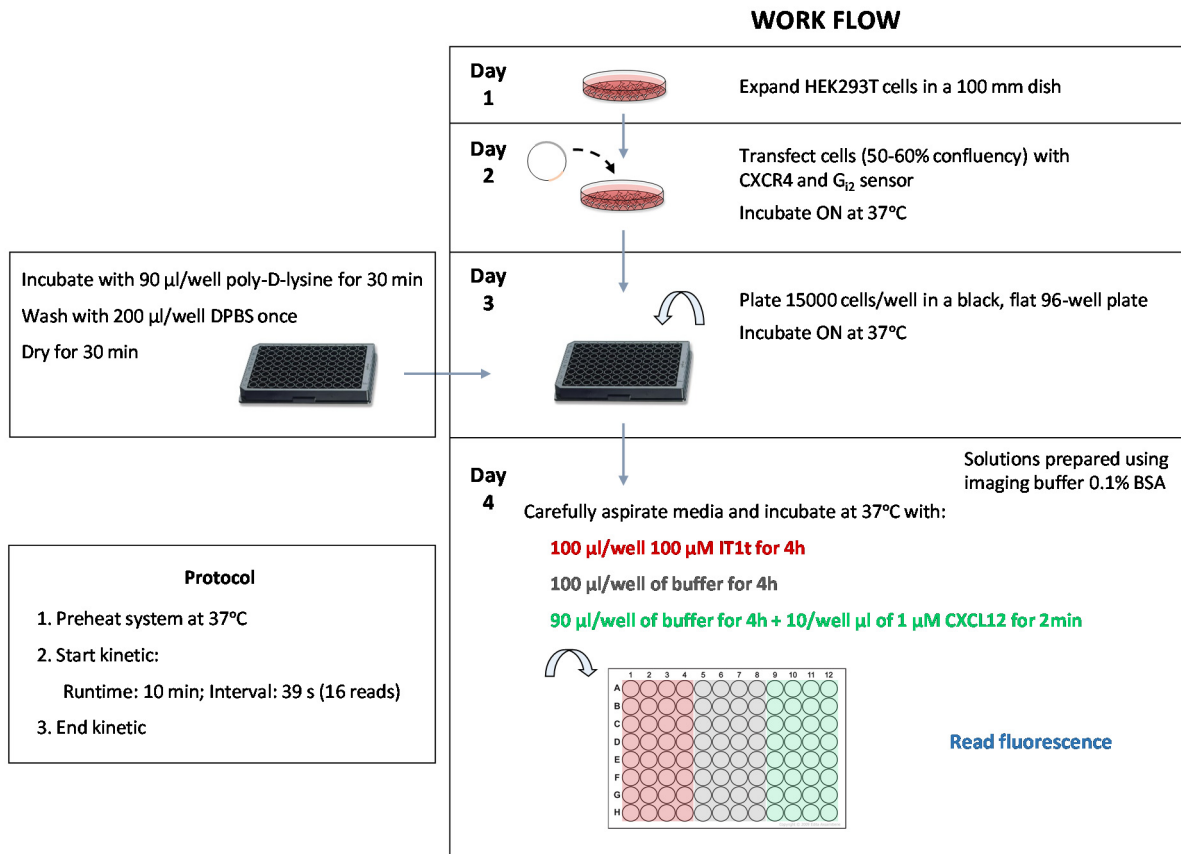 WORK FLOW
Day
1
Expand HEK293T cells in a 100 mm dish
Day
2
Transfect cells (50-60% confluency) with
CXCR4 and Gi2 sensor
Incubate ON at 37ºC
Incubate with 90 µl/well poly-D-lysine for 30 min
Wash with 200 µl/well DPBS once
Dry for 30 min
Day
3
Plate 15000 cells/well in a black, flat 96-well plate
Incubate ON at 37ºC
Day
4
Solutions prepared using
imaging buffer 0.1% BSA
Carefully aspirate media and incubate at 37ºC with:
100 µl/well 100 µM IT1t for 4h
100 µl/well of buffer for 4h
90 µl/well of buffer for 4h + 10/well µl of 1 µM CXCL12 for 2min
Protocol
1. Preheat system at 37ºC
2. Start kinetic:
Runtime: 10 min; Interval: 39 s (16 reads)
3. End kinetic
1 2 3 4 5 6 7 8 9 10 11 12
A
B
C
D
E
F
G
H
Read fluorescence